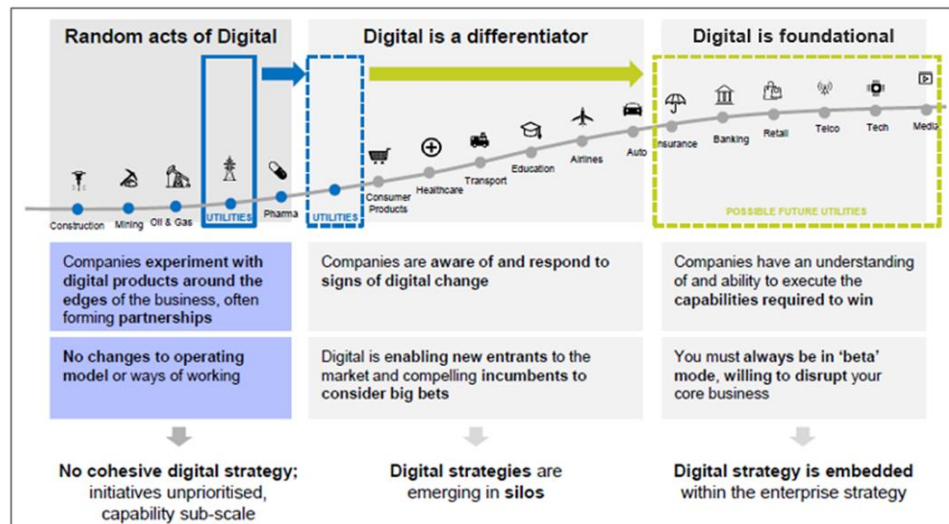 Random acts of Digital
Digital is a differentiator
Digital is foundational
Construction
Mining
Oil & Gas
UTILITIES
Pharma
UTILITIES
Consumer
Products
Healthcare
Transport
Education
Airlines
Auto
nsurance
Banking
Retail
Telco
Tech
Media
POSSIBLE FUTURE UTILITIES
Companies experiment with
digital products around the
edges of the business, often
forming partnerships
Companies are aware of and respond to
signs of digital change
Companies have an understanding
of and ability to execute the
capabilities required to win
No changes to operating
model or ways of working
Digital is enabling new entrants to the
market and compelling incumbents to
consider big bets
You must always be in ‘beta’
mode, willing to disrupt your
core business
No cohesive digital strategy;
initiatives unprioritised,
capability sub-scale
Digital strategies are
emerging in silos
Digital strategy is embedded
within the enterprise strategy